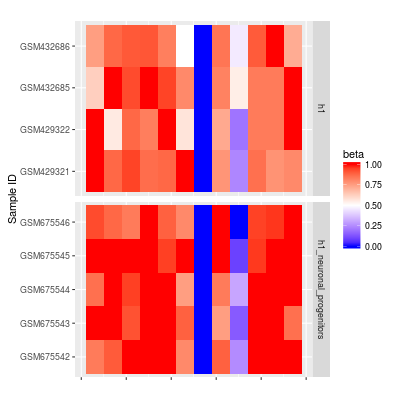 GSM432686
GSM432685
GSM429322
GSM429321
h1
GSM675546
GSM675545
GSM675544
GSM675543
GSM675542
h1_neuronal_progenitors
Sample ID
beta
1.00
0.75
0.50
0.25
0.00